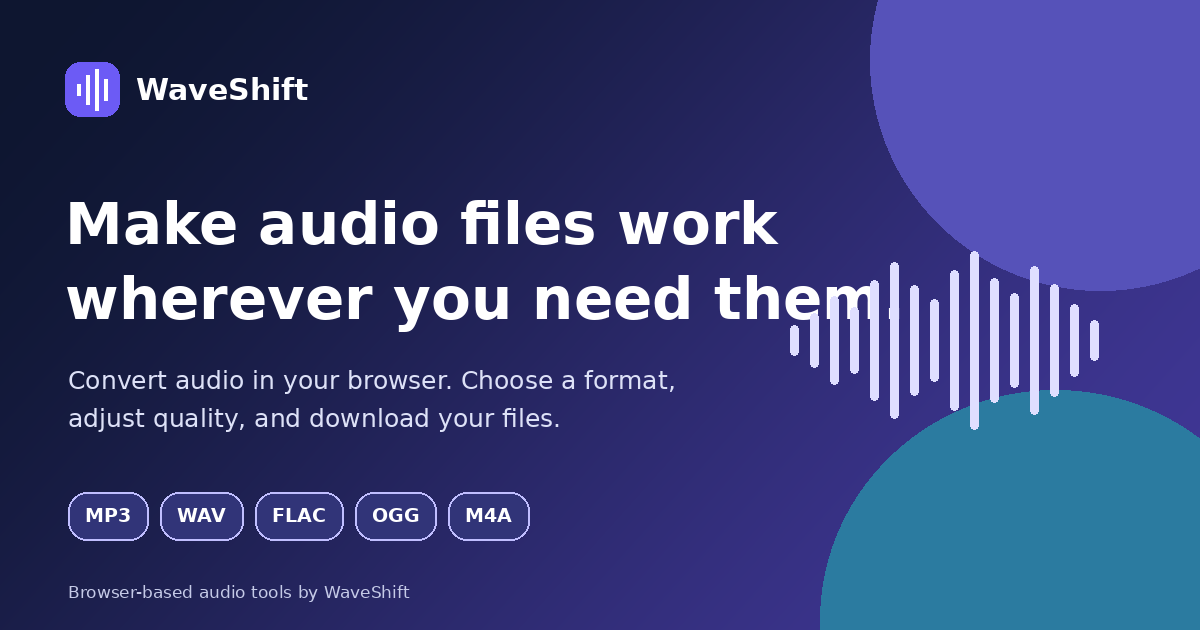 WaveShift
Make audio files work
wherever you need them.
Convert audio in your browser. Choose a format,
adjust quality, and download your files.
MP3 WAV FLAC OGG M4A
Browser-based audio tools by WaveShift